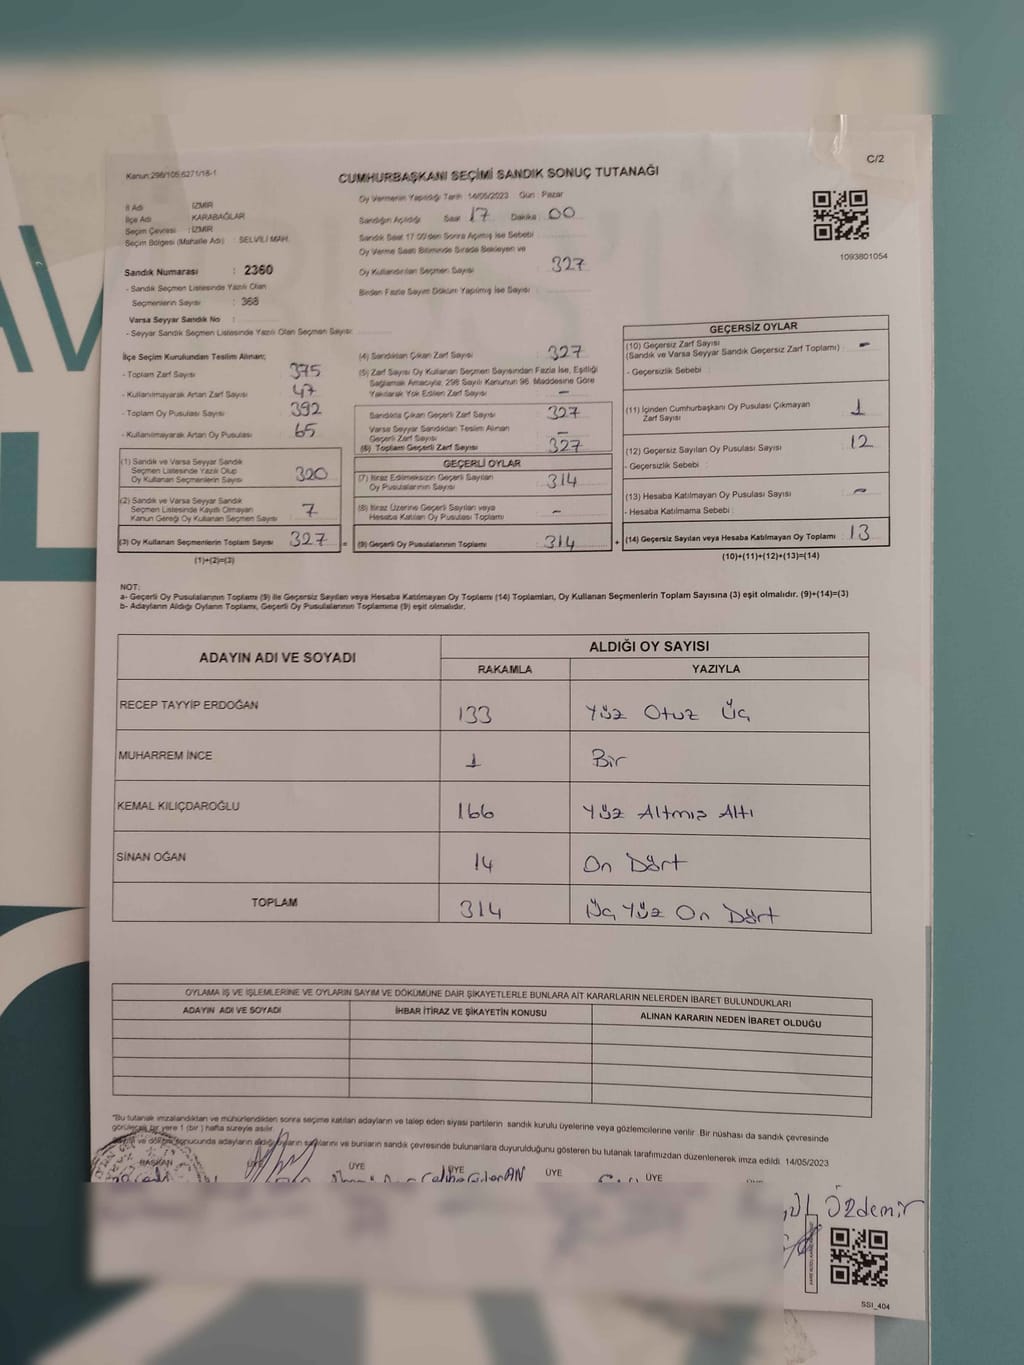 C/2
Kanun:298/105,6271/18-1
CUMHURBAŞKANI SEÇİMİ SANDIK SONUÇ TUTANAĞI
1093801054
İl Adı : İZMİR
İlçe Adı : KARABAĞLAR
Seçim Çevresi : İZMİR
Seçim Bölgesi (Mahalle Adı) : SELVİLİ MAH.
Sandık Numarası : 2360
- Sandık Seçmen Listesinde Yazılı Olan
Seçmenlerin Sayısı : 368
Varsa Seyyar Sandık No :
- Seyyar Sandık Seçmen Listesinde Yazılı Olan Seçmen Sayısı:
Oy Vermenin Yapıldığı Tarih 14/05/2023 Gün : Pazar
Sandığın Açıldığı Saat 17 Dakika : 00
Sandık Saat 17:00'den Sonra Açılmış İse Sebebi :
Oy Verme Saati Bitiminde Sırada Bekleyen ve
Oy Kullandırılan Seçmen Sayısı : 327
Birden Fazla Sayım Döküm Yapılmış İse Sayısı :
İlçe Seçim Kurulundan Teslim Alınan;
- Toplam Zarf Sayısı : 375
- Kullanılmayarak Artan Zarf Sayısı : 47
- Toplam Oy Pusulası Sayısı : 392
- Kullanılmayarak Artan Oy Pusulası : 65
(1) Sandık ve Varsa Seyyar Sandık
Seçmen Listesinde Yazılı Olup
Oy Kullanan Seçmenlerin Sayısı : 320
(2) Sandık ve Varsa Seyyar Sandık
Seçmen Listesinde Kayıtlı Olmayan
Kanun Gereği Oy Kullanan Seçmen Sayısı : 7
(3) Oy Kullanan Seçmenlerin Toplam Sayısı : 327
(1)+(2)=(3)
(4) Sandıktan Çıkan Zarf Sayısı : 327
(5) Zarf Sayısı Oy Kullanan Seçmen Sayısından Fazla İse, Eşitliği
Sağlamak Amacıyla, 298 Sayılı Kanunun 98. Maddesine Göre
Yakılarak Yok Edilen Zarf Sayısı : –
Sandıkta Çıkan Geçerli Zarf Sayısı : 327
Varsa Seyyar Sandıktan Teslim Alınan
Geçerli Zarf Sayısı : –
(6) Toplam Geçerli Zarf Sayısı : 327
GEÇERLİ OYLAR
(7) İtiraz Edilmeksizin Geçerli Sayılan
Oy Pusulalarının Sayısı : 314
(8) İtiraz Üzerine Geçerli Sayılan veya
Hesaba Katılan Oy Pusulası Toplamı : –
= (9) Geçerli Oy Pusulalarının Toplamı : 314
GEÇERSİZ OYLAR
(10) Geçersiz Zarf Sayısı
(Sandık ve Varsa Seyyar Sandık Geçersiz Zarf Toplamı) : –
- Geçersizlik Sebebi :
(11) İçinden Cumhurbaşkanı Oy Pusulası Çıkmayan
Zarf Sayısı : 1
(12) Geçersiz Sayılan Oy Pusulası Sayısı : 12
- Geçersizlik Sebebi :
(13) Hesaba Katılmayan Oy Pusulası Sayısı : –
- Hesaba Katılmama Sebebi :
+ (14) Geçersiz Sayılan veya Hesaba Katılmayan Oy Toplamı : 13
(10)+(11)+(12)+(13)=(14)
NOT:
a- Geçerli Oy Pusulalarının Toplamı (9) ile Geçersiz Sayılan veya Hesaba Katılmayan Oy Toplamı (14) Toplamları, Oy Kullanan Seçmenlerin Toplam Sayısına (3) eşit olmalıdır. (9)+(14)=(3)
b- Adayların Aldığı Oyların Toplamı, Geçerli Oy Pusulalarının Toplamına (9) eşit olmalıdır.
ADAYIN ADI VE SOYADI
ALDIĞI OY SAYISI
RAKAMLA YAZIYLA
RECEP TAYYİP ERDOĞAN 133 Yüz Otuz Üç
MUHARREM İNCE 1 Bir
KEMAL KILIÇDAROĞLU 166 Yüz Altmış Altı
SİNAN OĞAN 14 On Dört
TOPLAM 314 Üç Yüz On Dört
OYLAMA İŞ VE İŞLEMLERİNE VE OYLARIN SAYIM VE DÖKÜMÜNE DAİR ŞİKAYETLERLE BUNLARA AİT KARARLARIN NELERDEN İBARET BULUNDUKLARI
ADAYIN ADI VE SOYADI İHBAR İTİRAZ VE ŞİKAYETİN KONUSU ALINAN KARARIN NEDEN İBARET OLDUĞU
"Bu tutanak imzalandıktan ve mühürlendikten sonra seçime katılan adayların ve talep eden siyasi partilerin sandık kurulu üyelerine veya gözlemcilerine verilir. Bir nüshası da sandık çevresinde
görülecek bir yere 1 (bir) hafta süreyle asılır.
ve döküm sonucunda adayların aldığı oyların sayılarını ve bunların sandık çevresinde bulunanlara duyurulduğunu gösteren bu tutanak tarafımızdan düzenlenerek imza edildi. 14/05/2023
BAŞKAN ÜYE ÜYE ÜYE ÜYE ÜYE
Özdemir
SSI_404